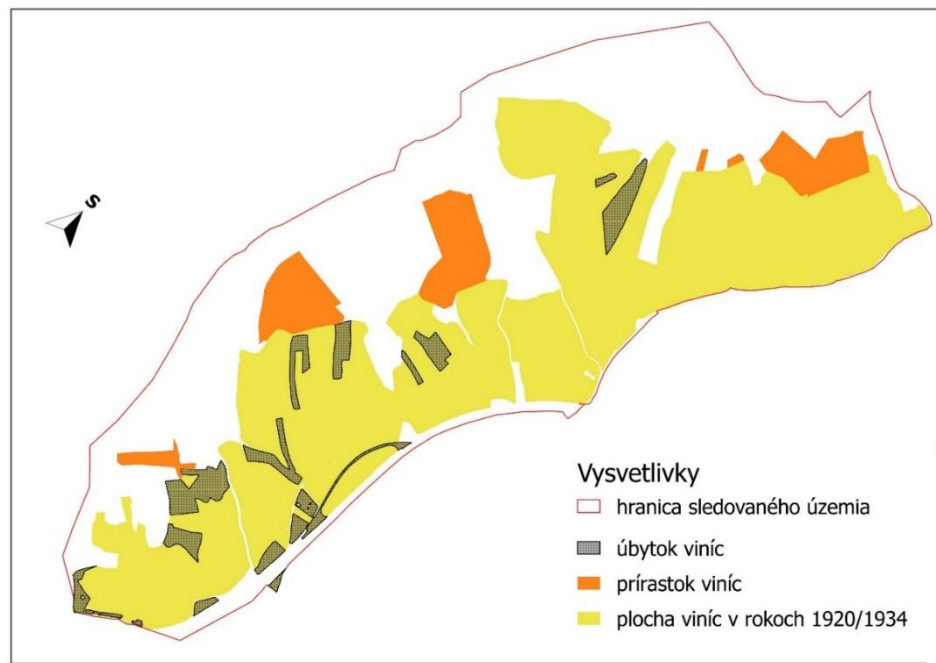 S
Vysvetlivky
hranica sledovaného územia
úbytok viníc
prírastok viníc
plocha viníc v rokoch 1920/1934